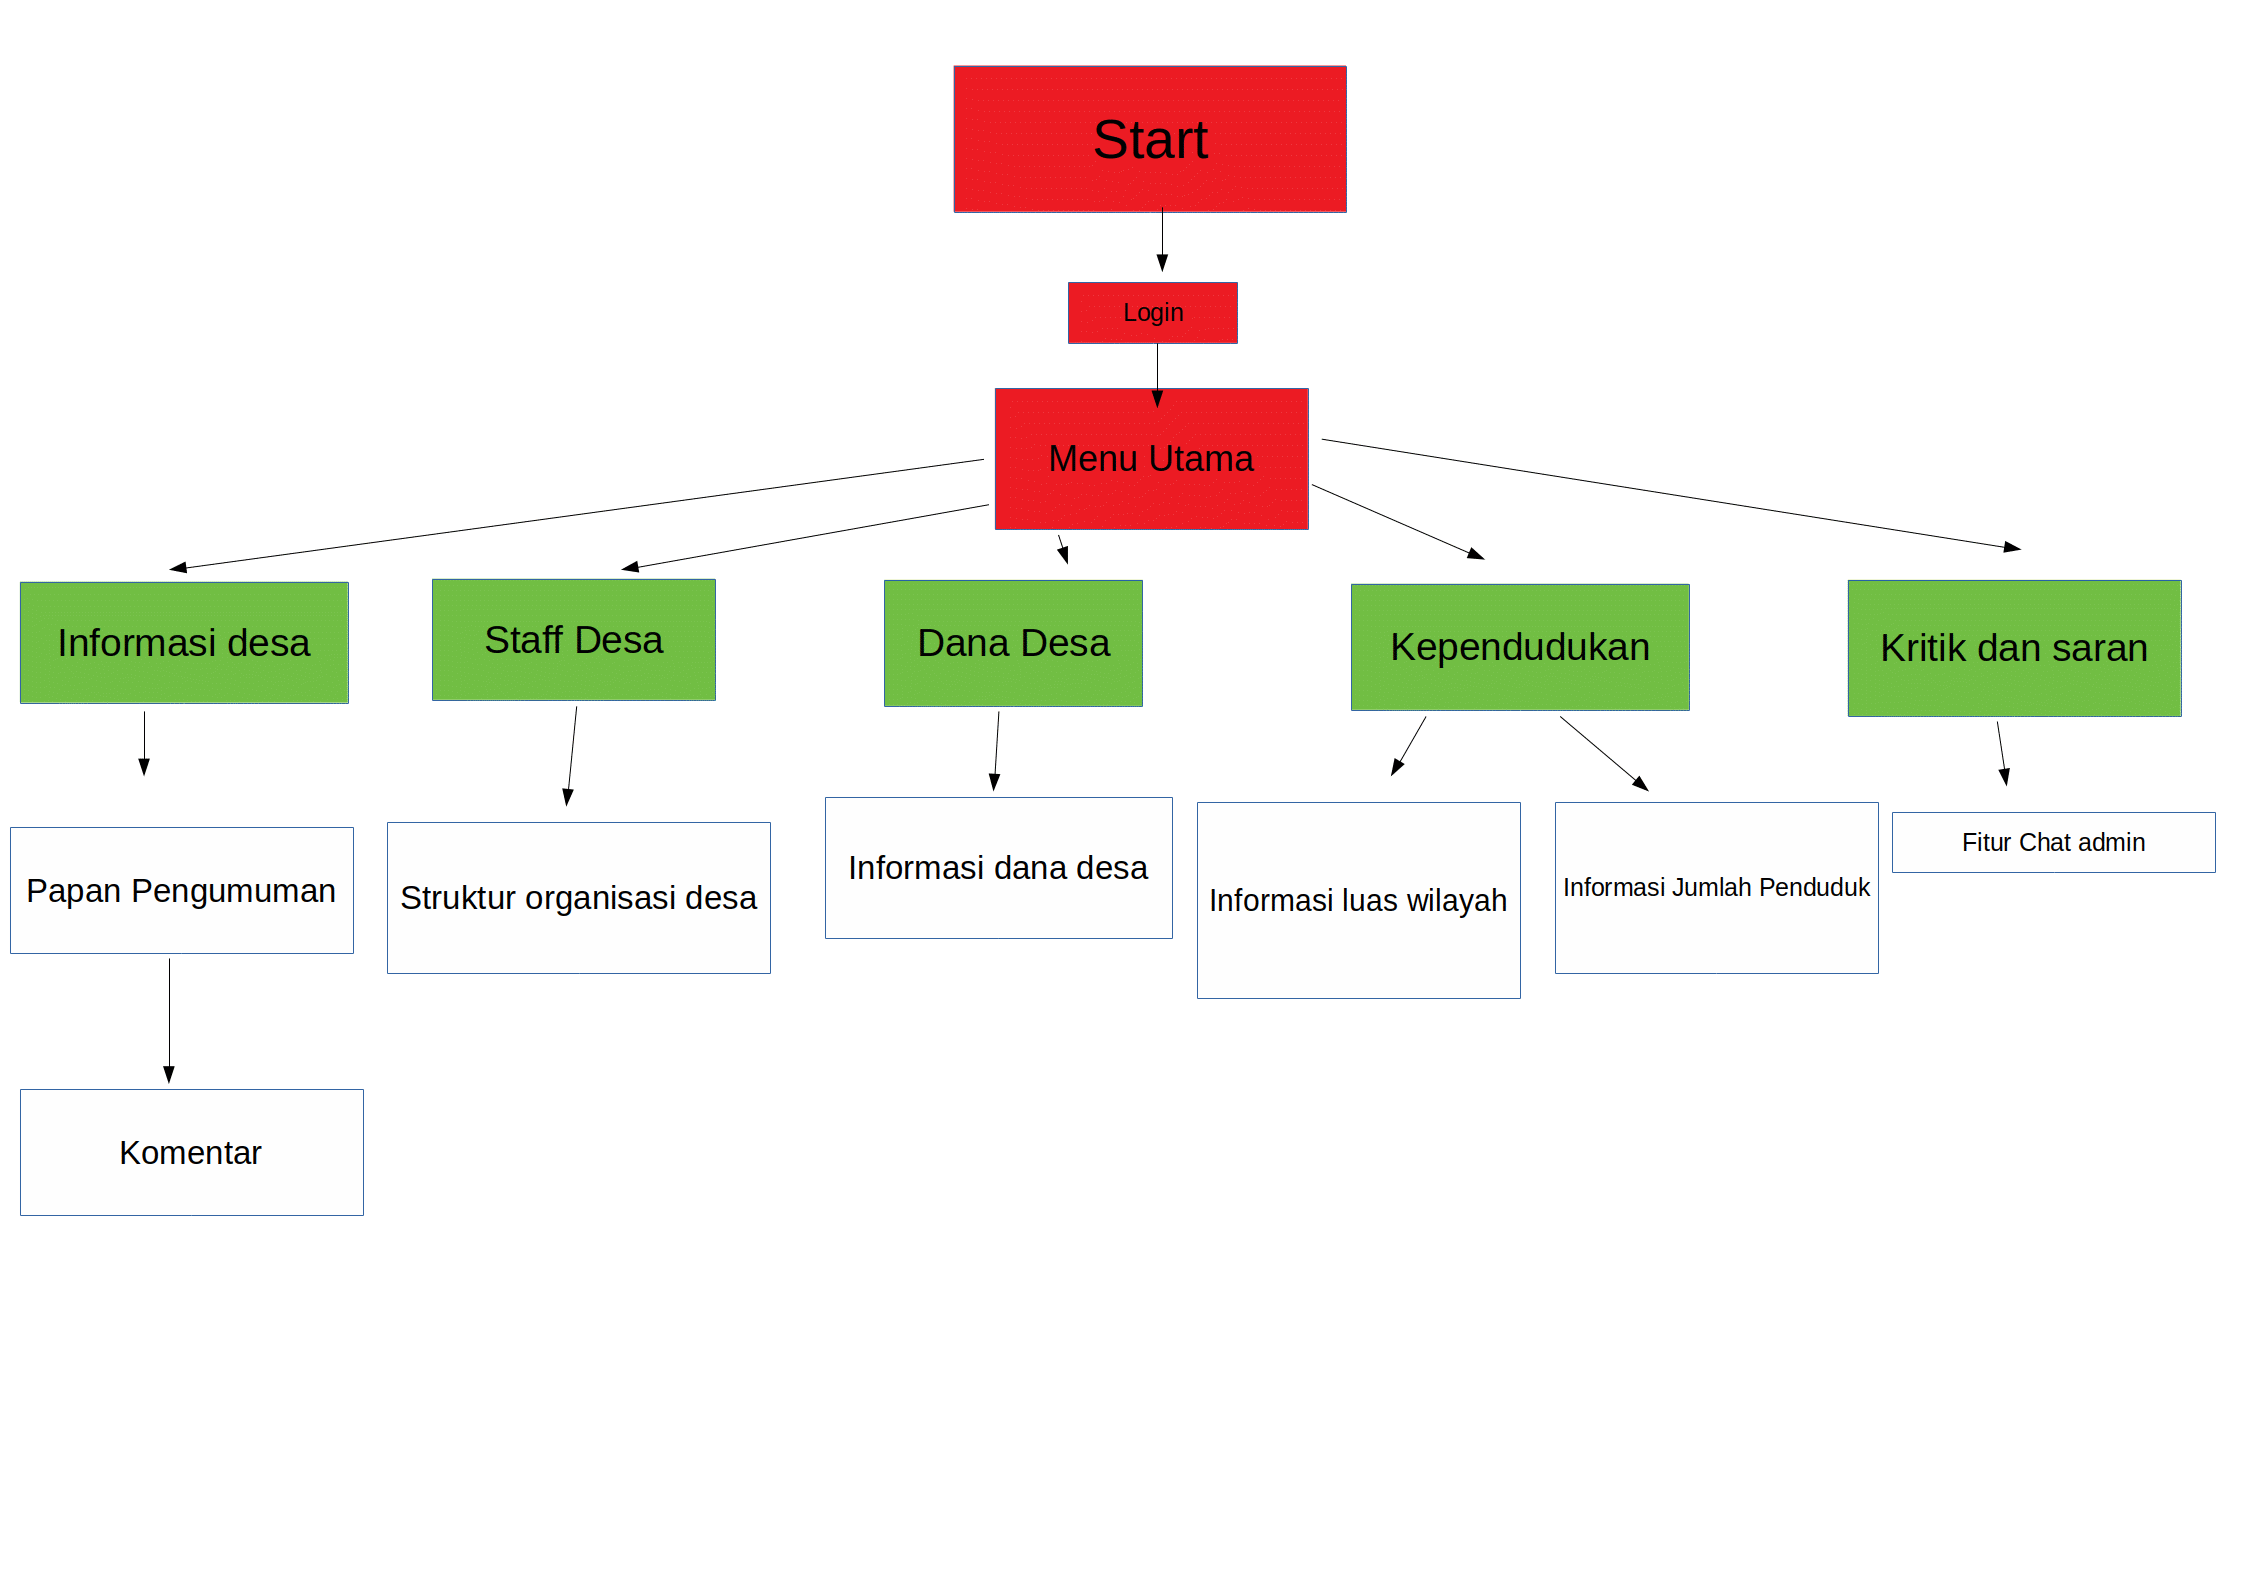 Start
Login
Menu Utama
Informasi desa
Staff Desa
Dana Desa
Kependudukan
Kritik dan saran
Papan Pengumuman
Struktur organisasi desa
Informasi dana desa
Informasi luas wilayah
Informasi Jumlah Penduduk
Fitur Chat admin
Komentar